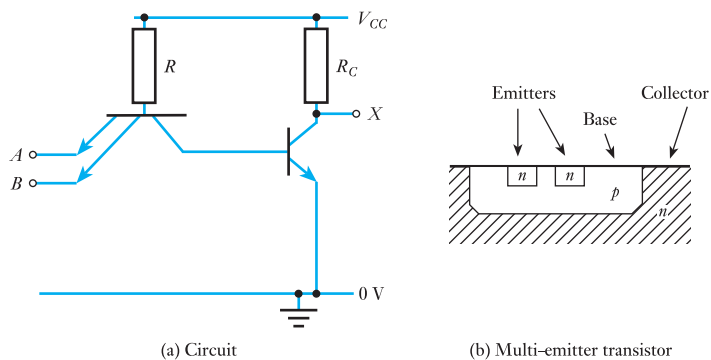 V_CC
R
R_C
X
A
B
0 V
(a) Circuit
Emitters
Collector
Base
n
n
p
n
(b) Multi–emitter transistor